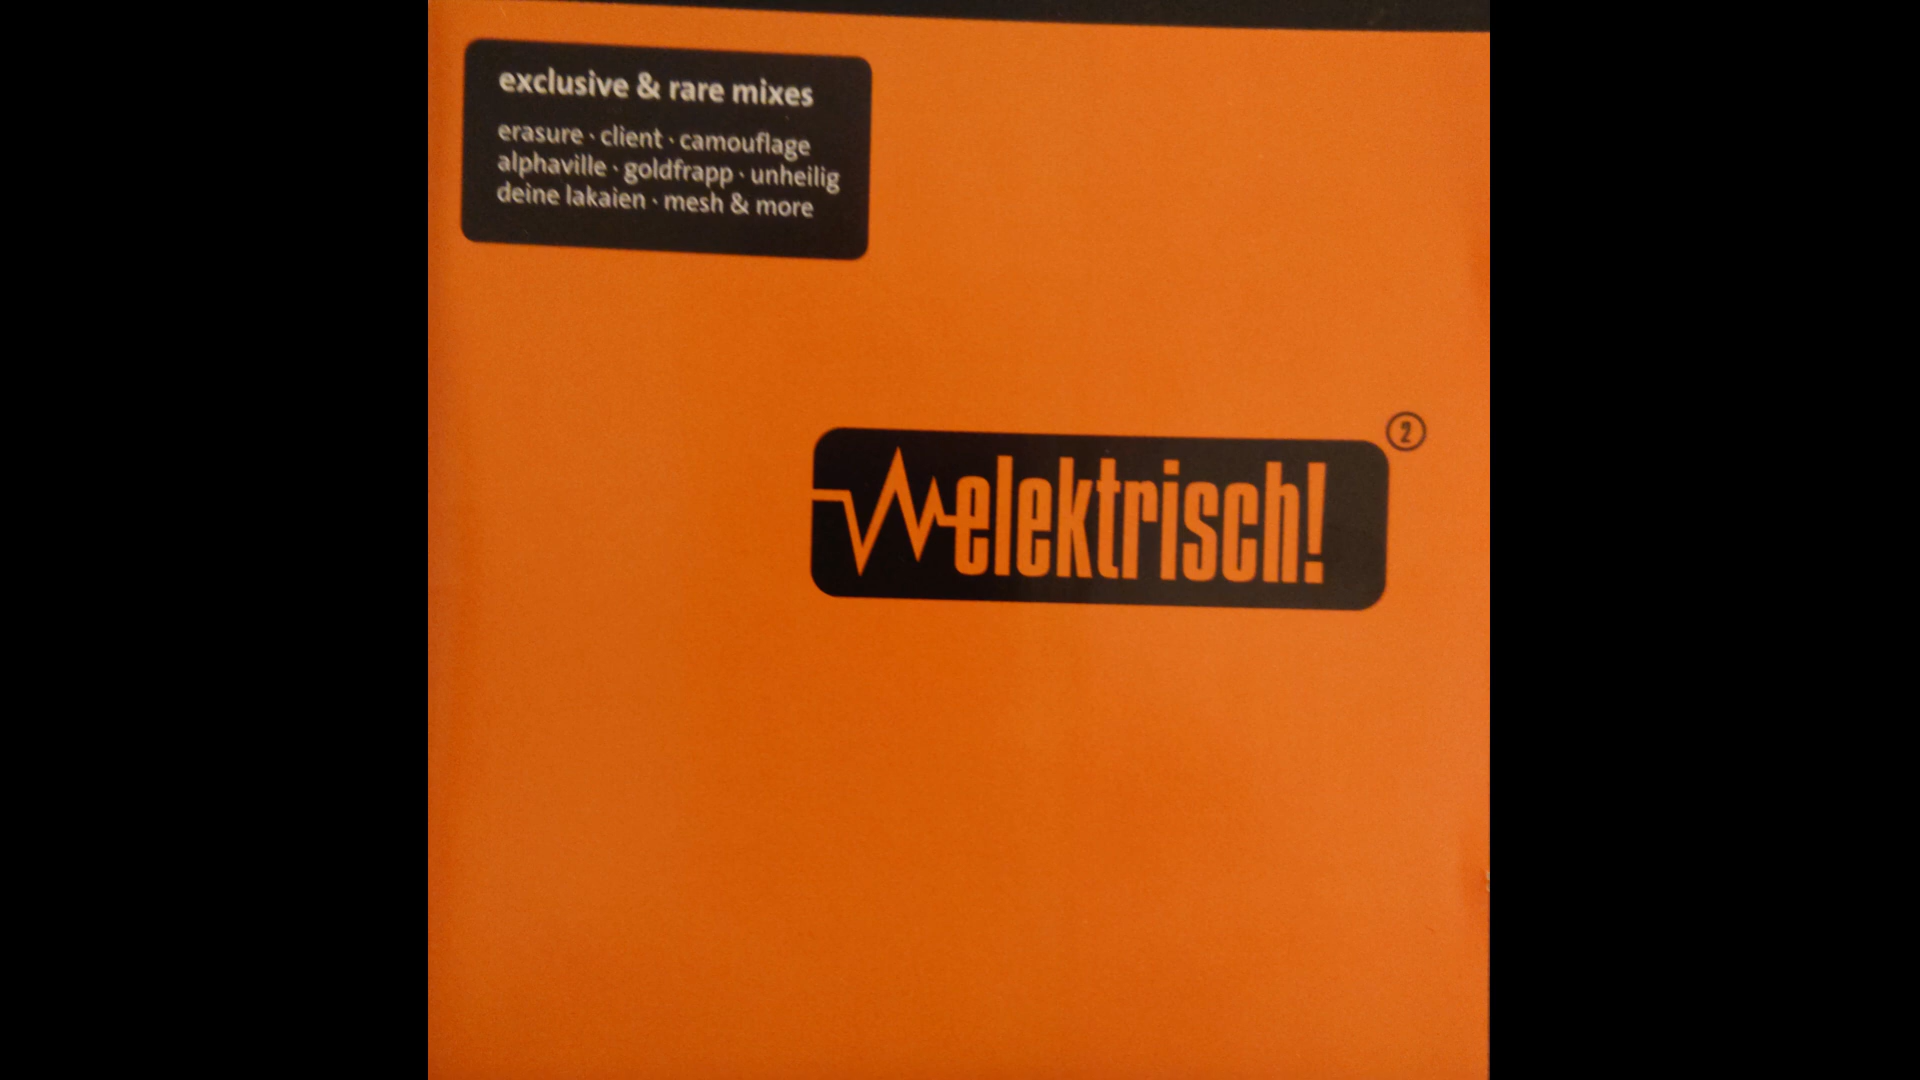 exclusive & rare mixes
erasure · client · camouflage
alphaville · goldfrapp · unheilig
deine lakaien · mesh & more
2
elektrisch!